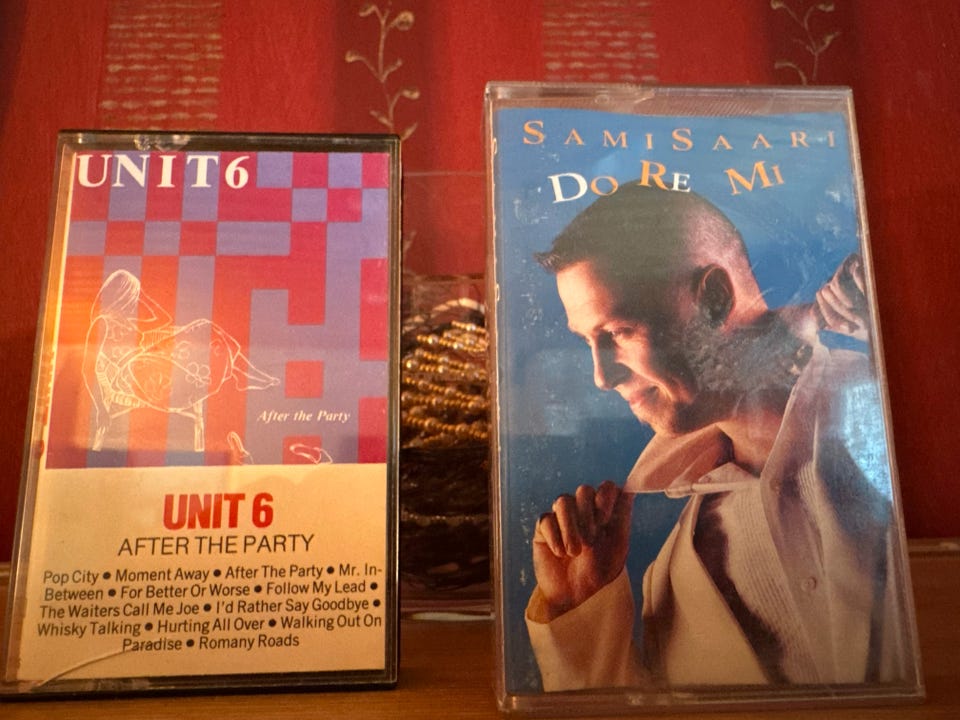 UNIT6
After the Party
UNIT 6
AFTER THE PARTY
Pop City ● Moment Away ● After The Party ● Mr. In-
Between ● For Better Or Worse ● Follow My Lead ●
The Waiters Call Me Joe ● I'd Rather Say Goodbye ●
Whisky Talking ● Hurting All Over ● Walking Out On
Paradise ● Romany Roads
SAMI SAARI
DO RE MI